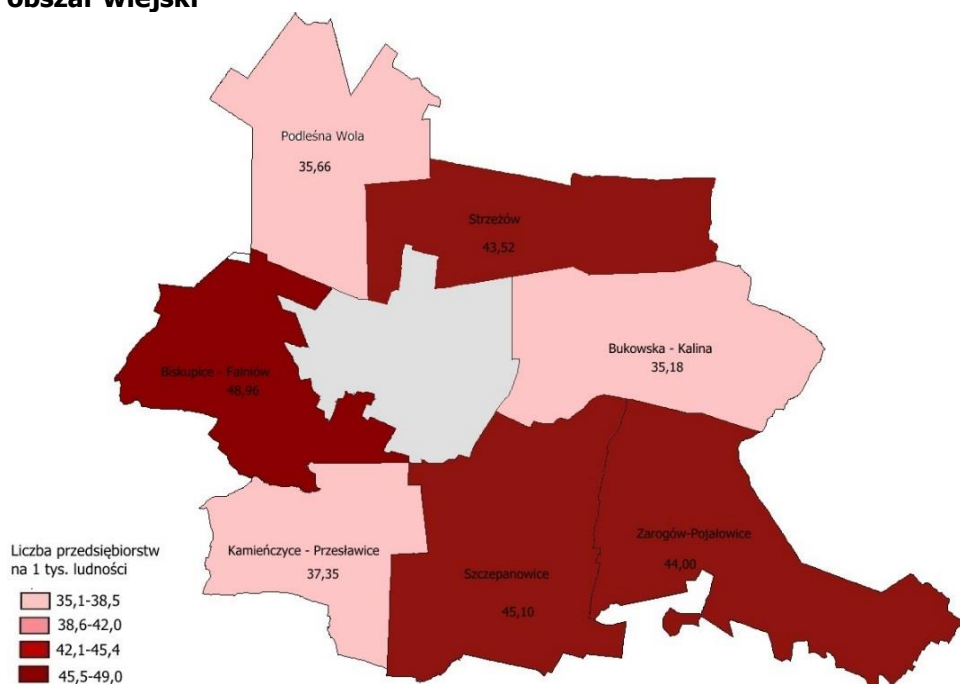 obszar wiejski
Podleśna Wola
35,66
Strzeżów
43,52
Bukowska - Kalina
35,18
Biskupice - Falniów
48,96
Kamieńczyce - Przesławice
37,35
Szczepanowice
45,10
Zarogów-Pojałowice
44,00
Liczba przedsiębiorstw
na 1 tys. ludności
35,1-38,5
38,6-42,0
42,1-45,4
45,5-49,0